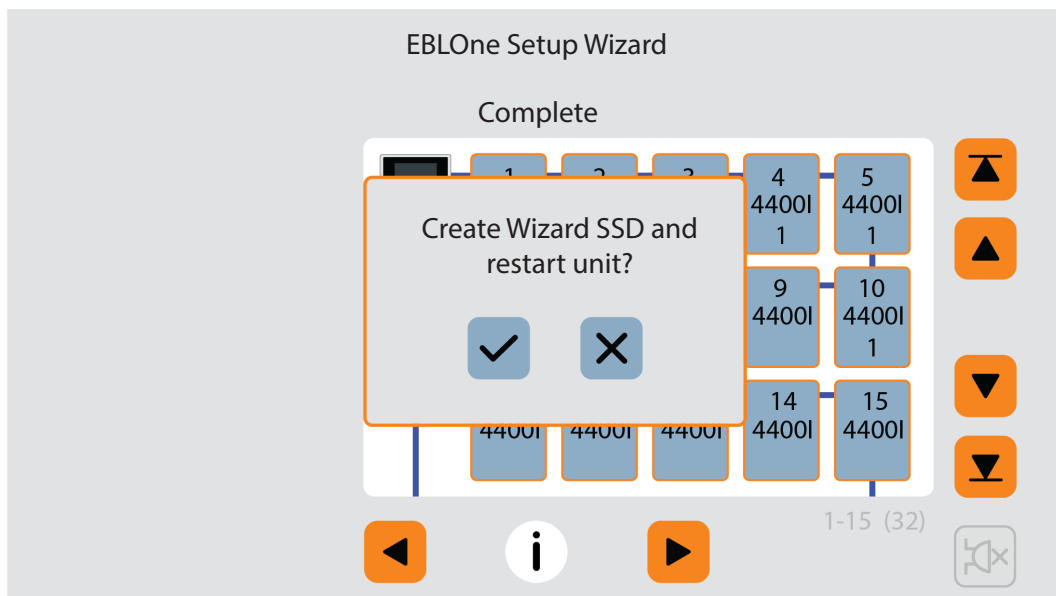 EBLOne Setup Wizard
Complete
4
4400I
1
5
4400I
1
Create Wizard SSD and
restart unit?
9
4400I
10
4400I
1
14
4400I
15
4400I
4400I
4400I
4400I
1-15 (32)
i